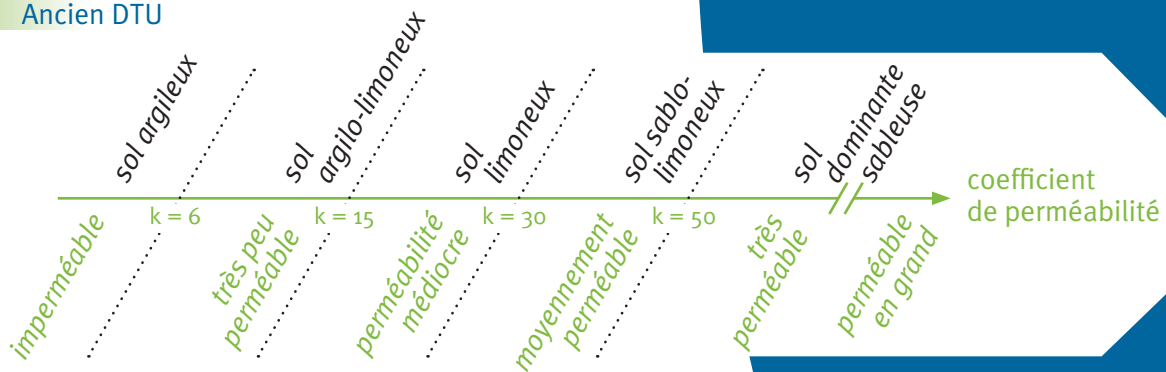 Ancien DTU
sol argileux
sol
argilo-limoneux
sol
limoneux
sol sablo-
limoneux
sol
dominante
sableuse
coefficient
de perméabilité
k = 6
k = 15
k = 30
k = 50
imperméable
très peu
perméable
perméabilité
médiocre
moyennement
perméable
très
perméable
perméable
en grand